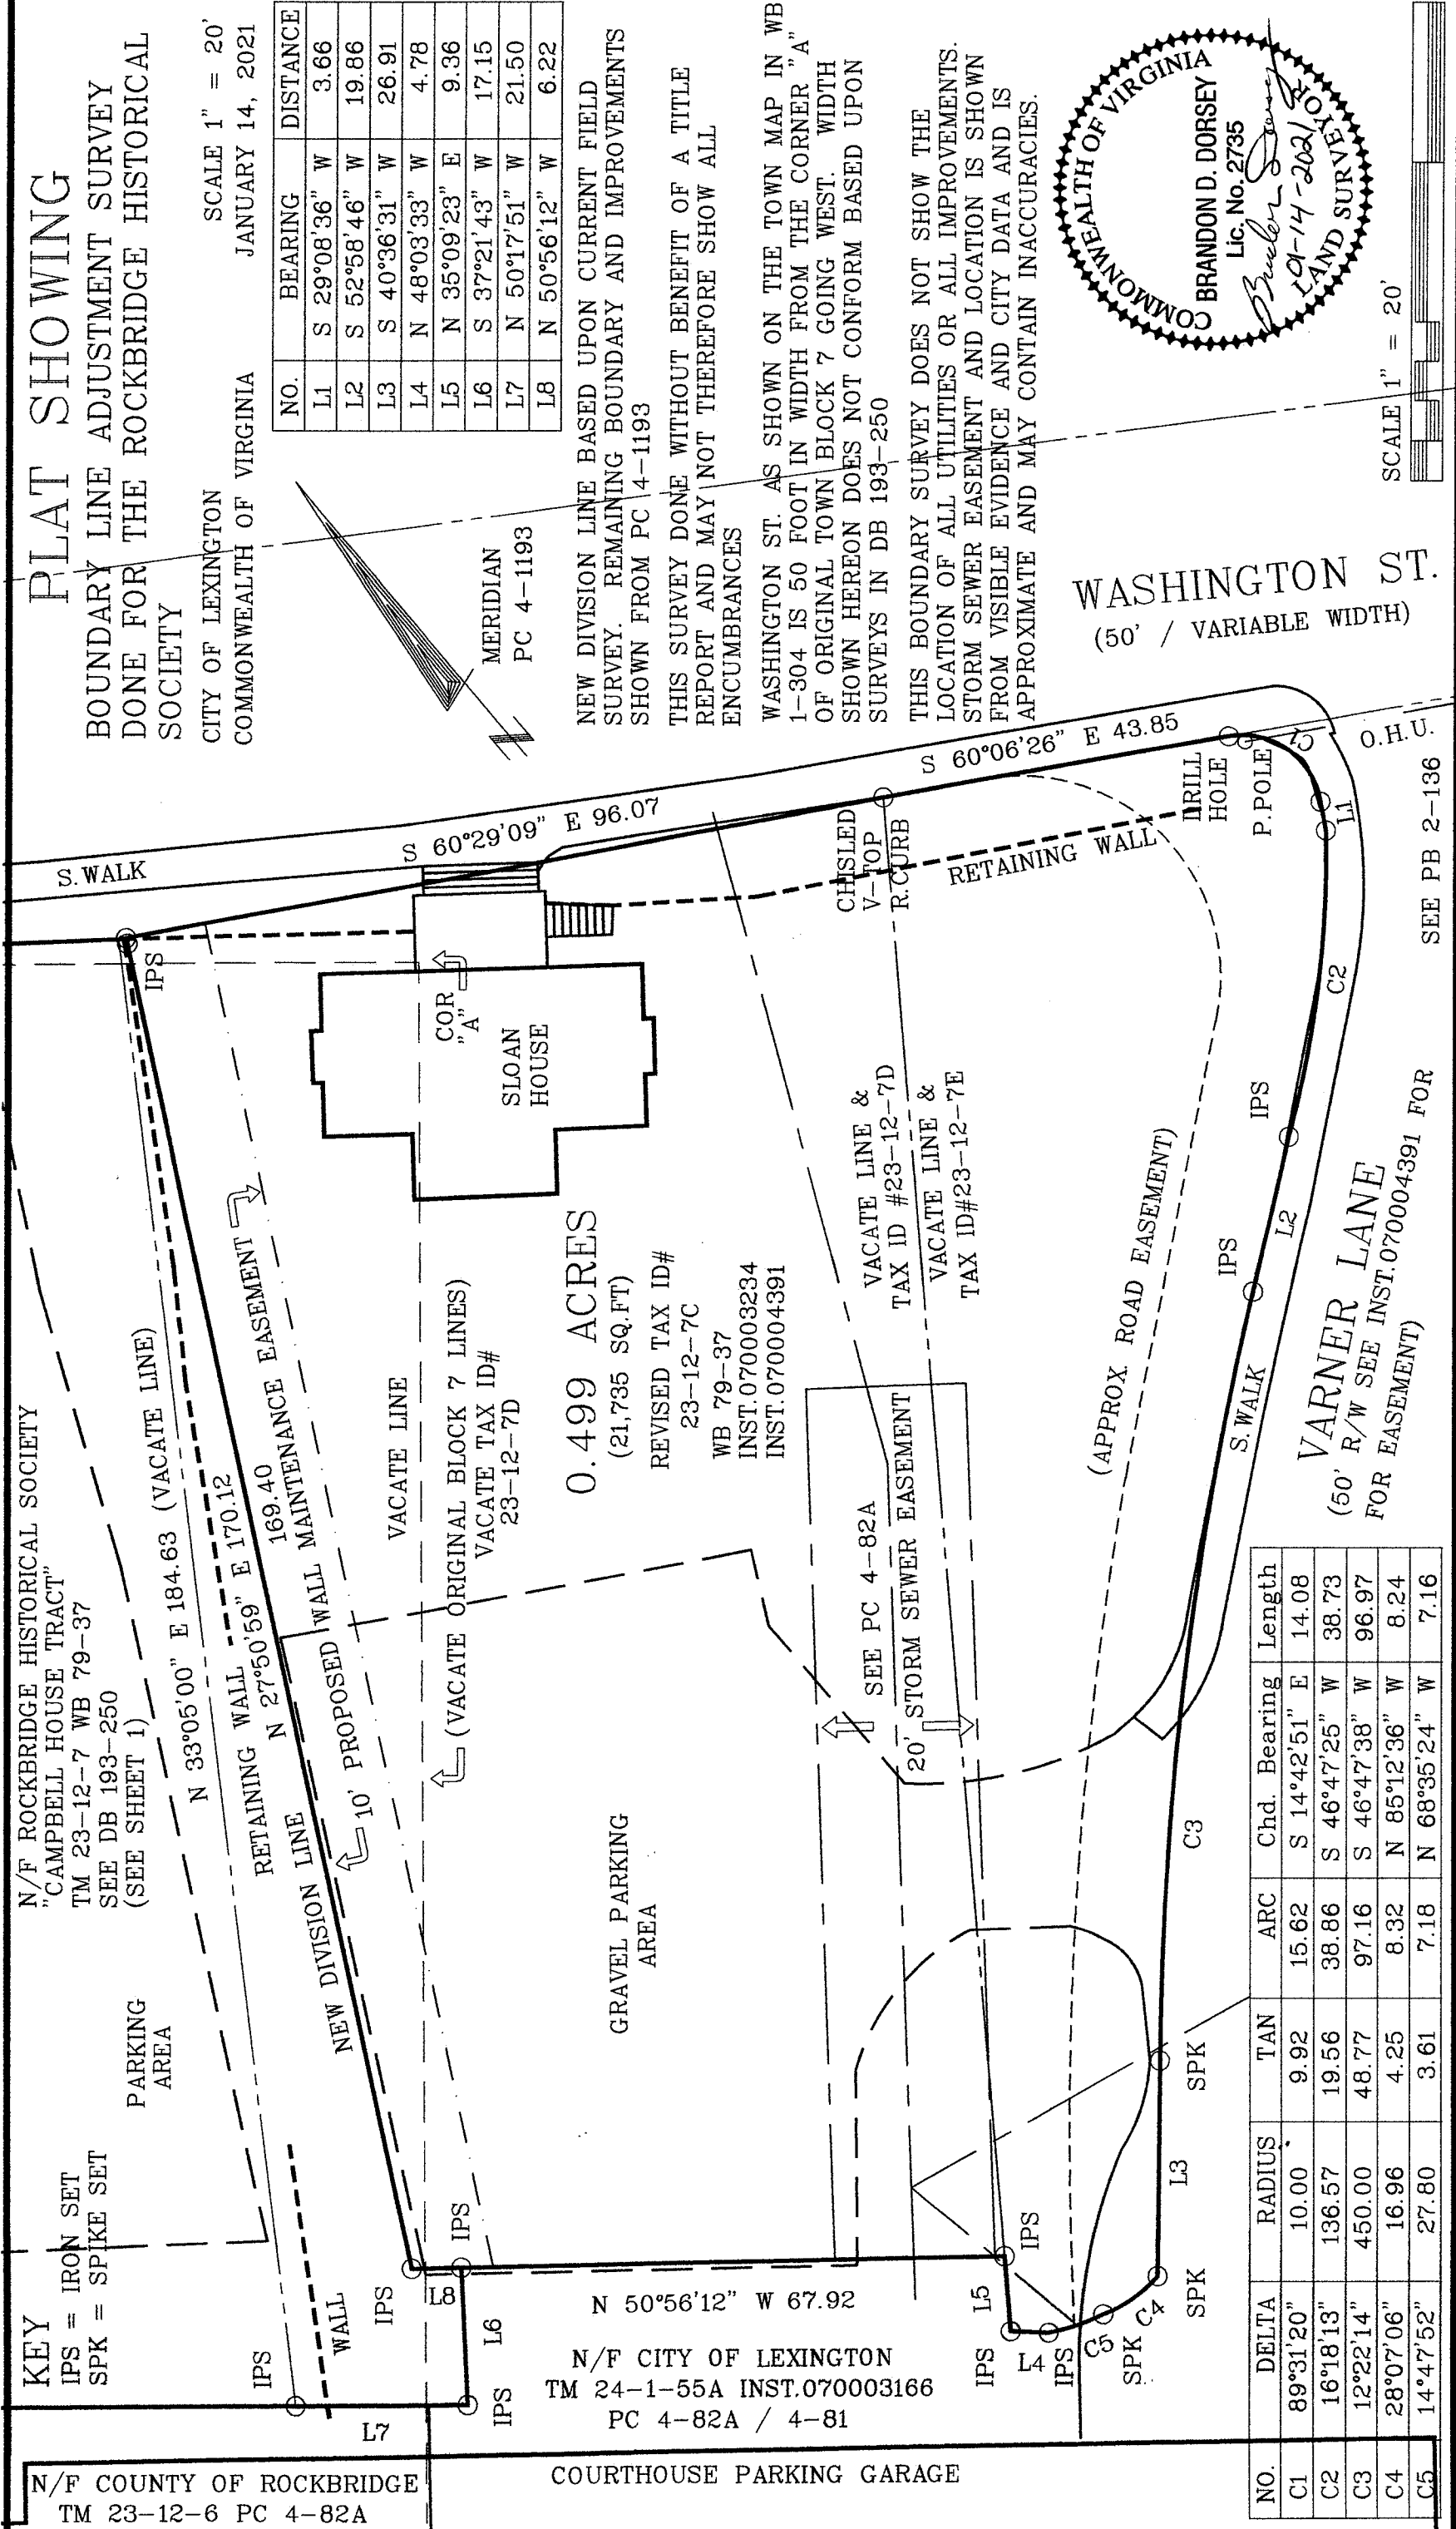 PLAT SHOWING
BOUNDARY LINE ADJUSTMENT SURVEY
DONE FOR THE ROCKBRIDGE HISTORICAL
SOCIETY
CITY OF LEXINGTON SCALE 1" = 20'
COMMONWEALTH OF VIRGINIA JANUARY 14, 2021
NO. BEARING DISTANCE
L1 S 29°08'36" W 3.66
L2 S 52°58'46" W 19.86
L3 S 40°36'31" W 26.91
L4 N 48°03'33" W 4.78
L5 N 35°09'23" E 9.36
L6 S 37°21'43" W 17.15
L7 N 50°17'51" W 21.50
L8 N 50°56'12" W 6.22
MERIDIAN
PC 4-1193
N
NEW DIVISION LINE BASED UPON CURRENT FIELD
SURVEY. REMAINING BOUNDARY AND IMPROVEMENTS
SHOWN FROM PC 4-1193
THIS SURVEY DONE WITHOUT BENEFIT OF A TITLE
REPORT AND MAY NOT THEREFORE SHOW ALL
ENCUMBRANCES
WASHINGTON ST. AS SHOWN ON THE TOWN MAP IN WB
1-304 IS 50 FOOT IN WIDTH FROM THE CORNER "A"
OF ORIGINAL TOWN BLOCK 7 GOING WEST. WIDTH
SHOWN HEREON DOES NOT CONFORM BASED UPON
SURVEYS IN DB 193-250
THIS BOUNDARY SURVEY DOES NOT SHOW THE
LOCATION OF ALL UTILITIES OR ALL IMPROVEMENTS.
STORM SEWER EASEMENT AND LOCATION IS SHOWN
FROM VISIBLE EVIDENCE AND CITY DATA AND IS
APPROXIMATE AND MAY CONTAIN INACCURACIES.
COMMONWEALTH OF VIRGINIA
BRANDON D. DORSEY
Lic. No. 2735
Brandon Dorsey
01-14-2021
LAND SURVEYOR
SCALE 1" = 20'
WASHINGTON ST.
(50' / VARIABLE WIDTH)
KEY
IPS = IRON SET
SPK = SPIKE SET
N/F ROCKBRIDGE HISTORICAL SOCIETY
"CAMPBELL HOUSE TRACT"
TM 23-12-7 WB 79-37
SEE DB 193-250
(SEE SHEET 1)
PARKING
AREA
S.WALK
IPS
S 60°29'09" E 96.07
S 60°06'26" E 43.85
N 33°05'00" E 184.63 (VACATE LINE)
RETAINING WALL
N 27°50'59" E 170.12
169.40
NEW DIVISION LINE
10' PROPOSED WALL MAINTENANCE EASEMENT
IPS
WALL
IPS
L7
L8
IPS
L6
IPS
VACATE LINE
(VACATE ORIGINAL BLOCK 7 LINES)
VACATE TAX ID#
23-12-7D
COR
"A"
SLOAN
HOUSE
0.499 ACRES
(21,735 SQ.FT)
REVISED TAX ID#
23-12-7C
WB 79-37
INST.070003234
INST.070004391
GRAVEL PARKING
AREA
CHISLED
V-TOP
R.CURB
RETAINING WALL
DRILL
HOLE
P.POLE
C1
L1
O.H.U.
SEE PB 2-136
VACATE LINE &
TAX ID #23-12-7D
VACATE LINE &
TAX ID#23-12-7E
SEE PC 4-82A
20' STORM SEWER EASEMENT
(APPROX ROAD EASEMENT)
C2
IPS
L2
IPS
S.WALK
VARNER LANE
(50' R/W SEE INST.070004391 FOR
FOR EASEMENT)
C3
SPK
L3
SPK
C4
SPK
C5
IPS
L4
IPS
L5
IPS
N 50°56'12" W 67.92
N/F CITY OF LEXINGTON
TM 24-1-55A INST.070003166
PC 4-82A / 4-81
N/F COUNTY OF ROCKBRIDGE
TM 23-12-6 PC 4-82A
COURTHOUSE PARKING GARAGE
NO. DELTA RADIUS TAN ARC Chd. Bearing Length
C1 89°31'20" 10.00 9.92 15.62 S 14°42'51" E 14.08
C2 16°18'13" 136.57 19.56 38.86 S 46°47'25" W 38.73
C3 12°22'14" 450.00 48.77 97.16 S 46°47'38" W 96.97
C4 28°07'06" 16.96 4.25 8.32 N 85°12'36" W 8.24
C5 14°47'52" 27.80 3.61 7.18 N 68°35'24" W 7.16